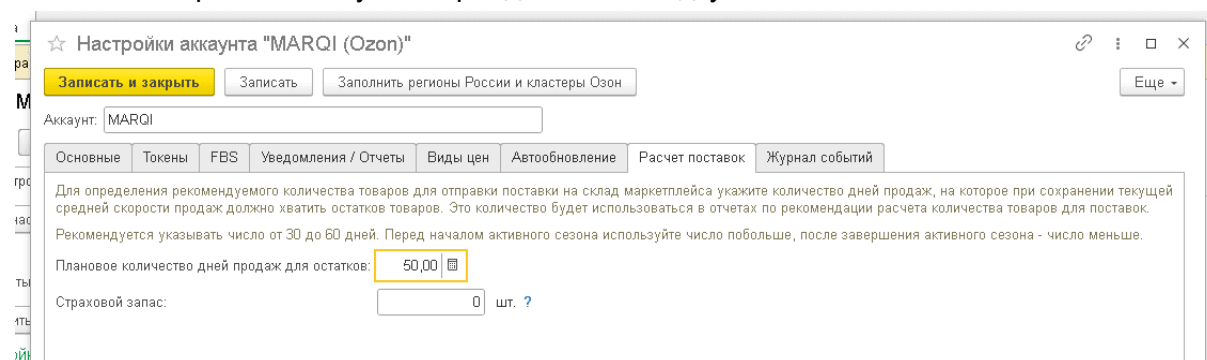 ☆ Настройки аккаунта "MARQI (Ozon)"
Записать и закрыть Записать Заполнить регионы России и кластеры Озон Еще
Аккаунт: MARQI
Основные Токены FBS Уведомления / Отчеты Виды цен Автообновление Расчет поставок Журнал событий
Для определения рекомендуемого количества товаров для отправки поставки на склад маркетплейса укажите количество дней продаж, на которое при сохранении текущей
средней скорости продаж должно хватить остатков товаров. Это количество будет использоваться в отчетах по рекомендации расчета количества товаров для поставок.
Рекомендуется указывать число от 30 до 60 дней. Перед началом активного сезона используйте число побольше, после завершения активного сезона - число меньше.
Плановое количество дней продаж для остатков: 50,00
Страховой запас: 0 шт. ?